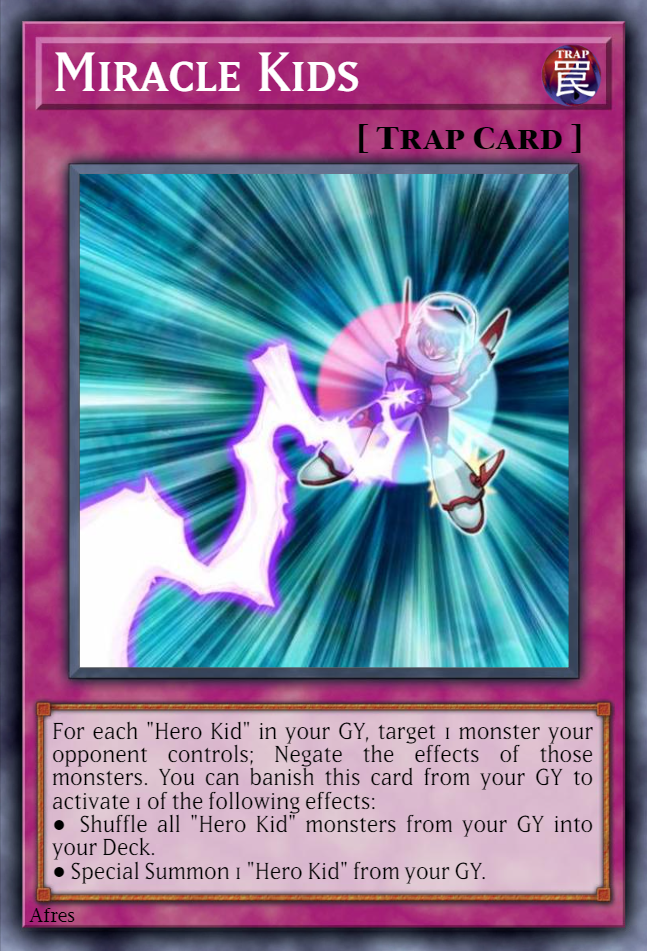 Miracle Kids
TRAP
罠
[ Trap Card ]
For each "Hero Kid" in your GY, target 1 monster your
opponent controls; Negate the effects of those
monsters. You can banish this card from your GY to
activate 1 of the following effects:
● Shuffle all "Hero Kid" monsters from your GY into
your Deck.
● Special Summon 1 "Hero Kid" from your GY.
Afres